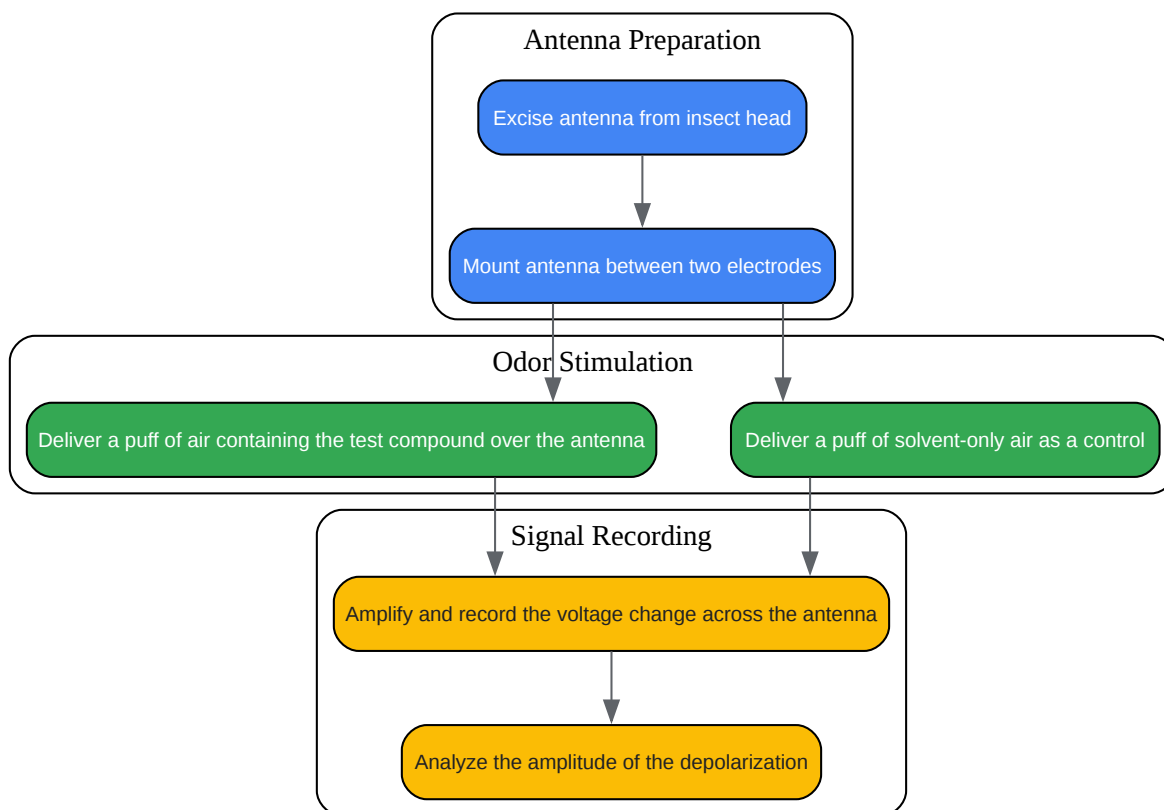 Antenna Preparation
Excise antenna from insect head
Mount antenna between two electrodes
Odor Stimulation
Deliver a puff of air containing the test compound over the antenna
Deliver a puff of solvent-only air as a control
Signal Recording
Amplify and record the voltage change across the antenna
Analyze the amplitude of the depolarization